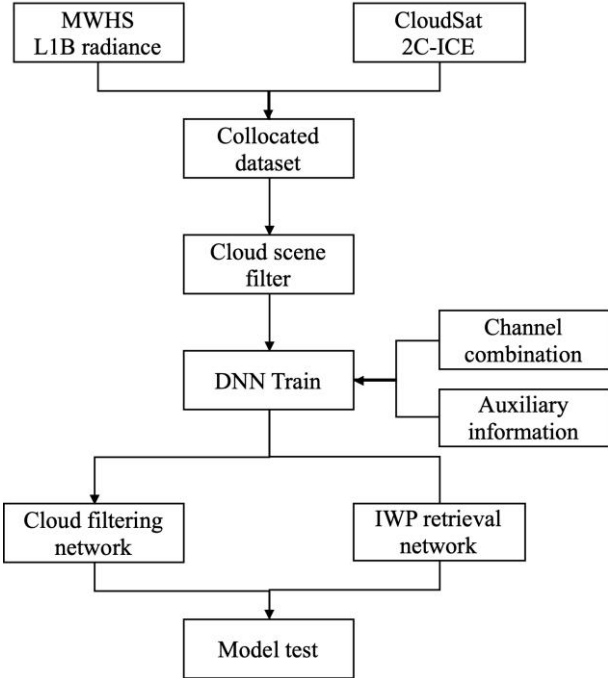 MWHS
L1B radiance
CloudSat
2C-ICE
Collocated
dataset
Cloud scene
filter
DNN Train
Channel
combination
Auxiliary
information
Cloud filtering
network
IWP retrieval
network
Model test